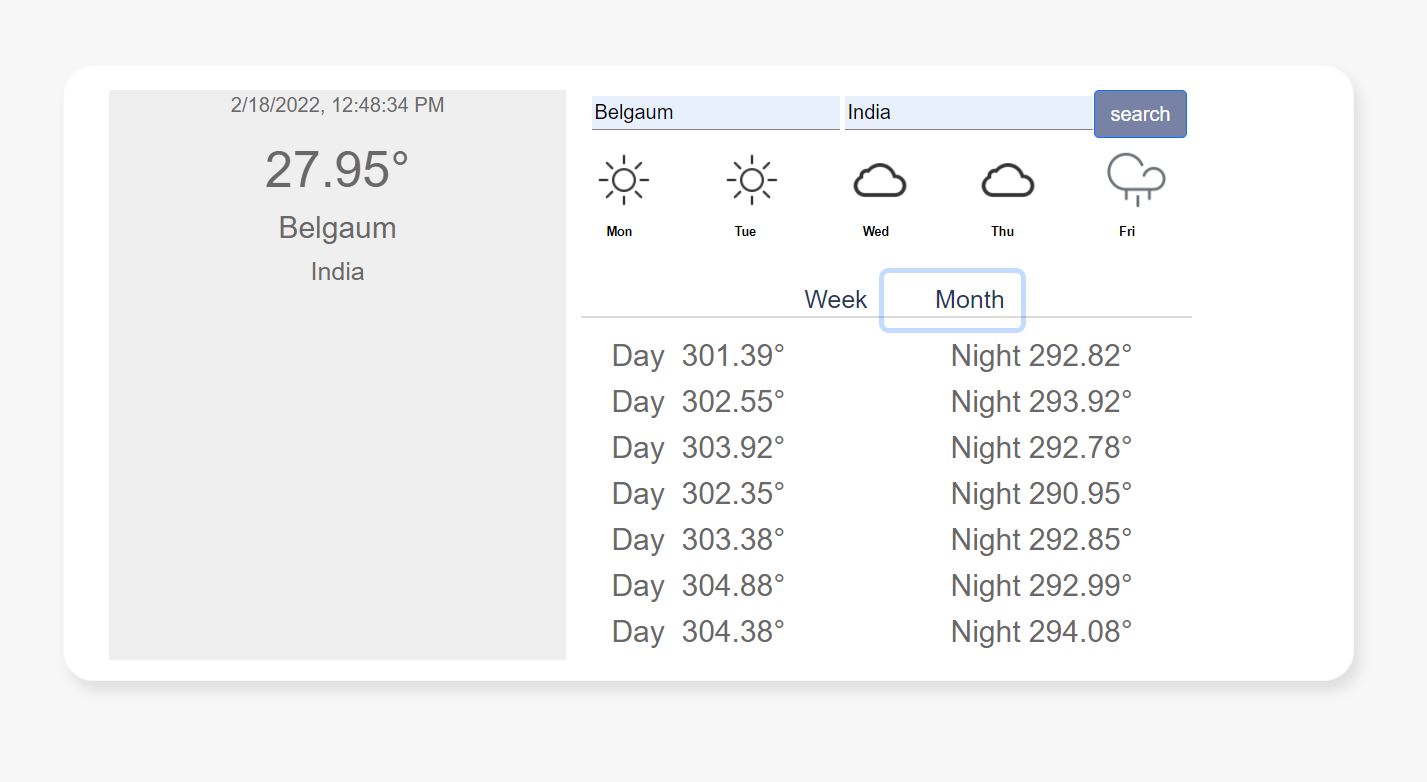 2/18/2022, 12:48:34 PM
27.95°
Belgaum
India
Belgaum India search
Mon Tue Wed Thu Fri
Week Month
Day 301.39° Night 292.82°
Day 302.55° Night 293.92°
Day 303.92° Night 292.78°
Day 302.35° Night 290.95°
Day 303.38° Night 292.85°
Day 304.88° Night 292.99°
Day 304.38° Night 294.08°